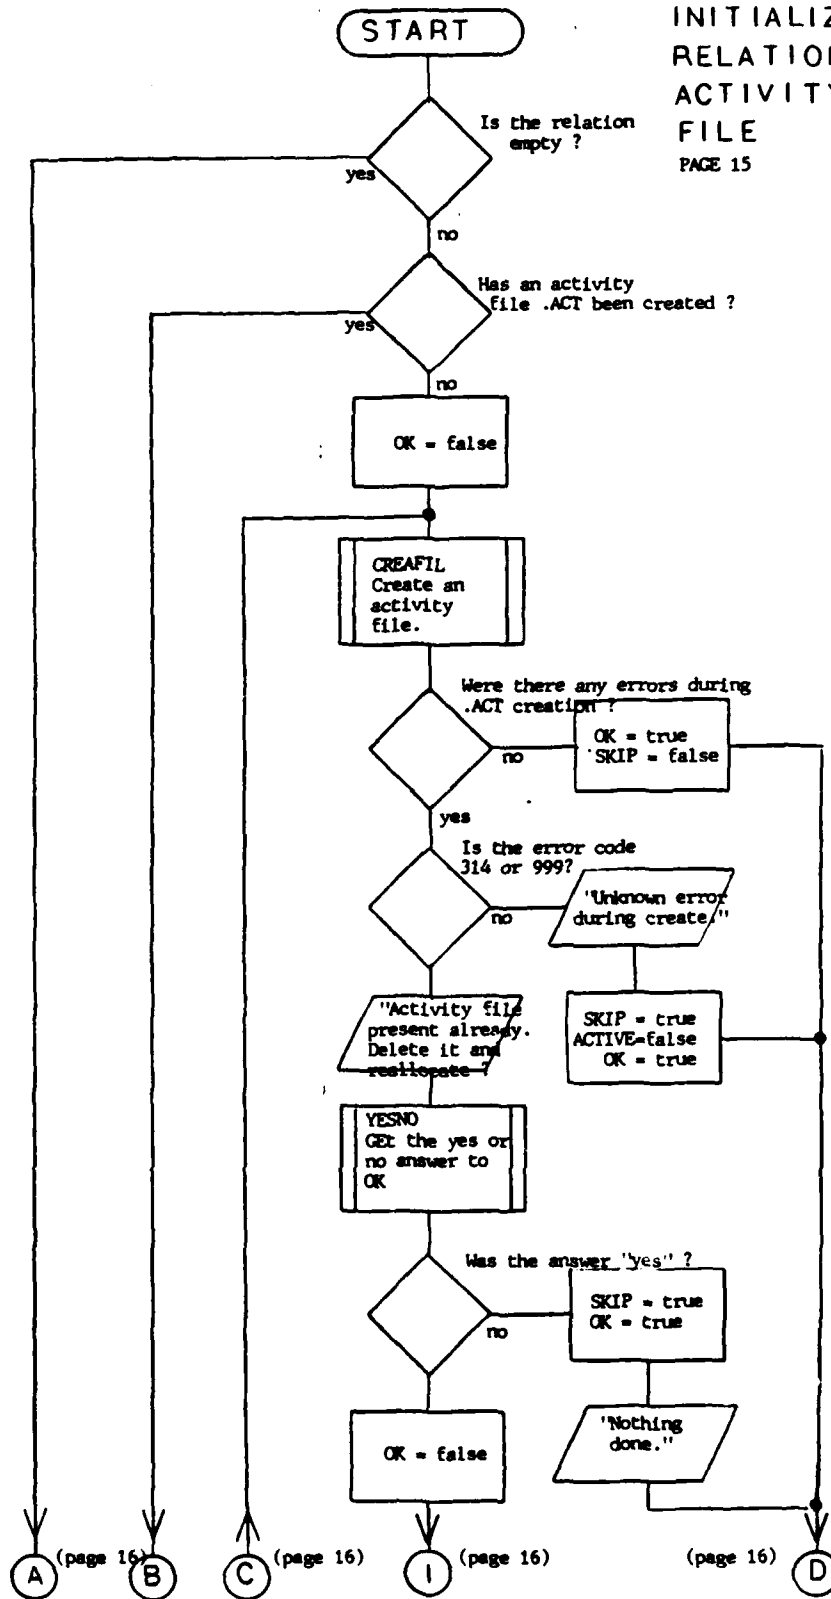 START
INITIALIZ
RELATION
ACTIVITY
FILE
PAGE 15
Is the relation
empty ?
yes
no
Has an activity
file .ACT been created ?
yes
no
OK = false
CREAFIL
Create an
activity
file.
Were there any errors during
.ACT creation ?
no
OK = true
SKIP = false
yes
Is the error code
314 or 999?
no
"Unknown error
during create."
"Activity file
present already.
Delete it and
reallocate ?
SKIP = true
ACTIVE=false
OK = true
YESNO
GEt the yes or
no answer to
OK
Was the answer "yes" ?
no
SKIP = true
OK = true
OK = false
"Nothing
done."
A
(page 16)
B
C
(page 16)
1
(page 16)
(page 16)
D